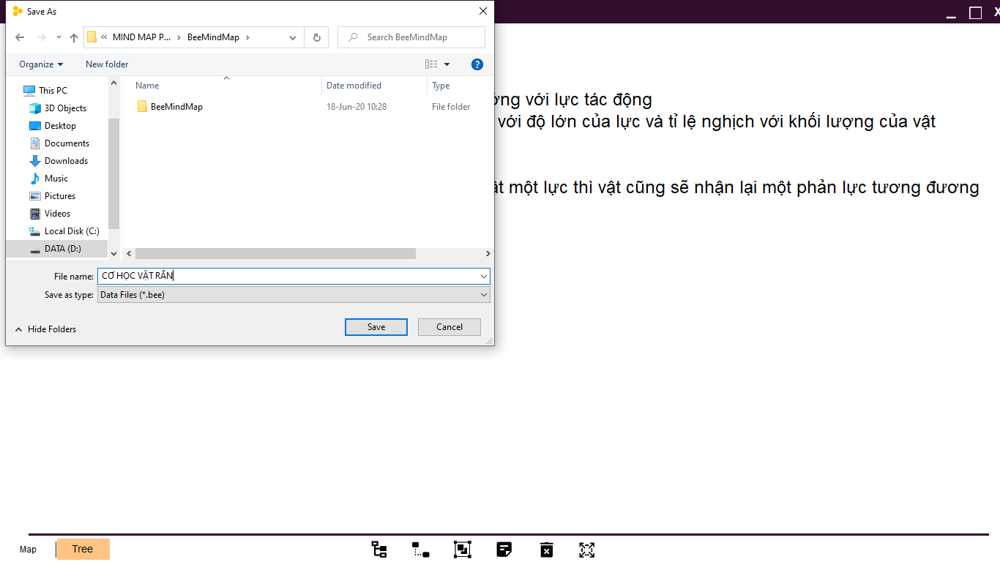 Save As
MIND MAP P... BeeMindMap
Search BeeMindMap
Organize
New folder
Name
Date modified
Type
This PC
3D Objects
Desktop
Documents
Downloads
Music
Pictures
Videos
Local Disk (C:)
DATA (D:)
BeeMindMap
18-Jun-20 10:28
File folder
File name: CƠ HỌC VẬT RẮN
Save as type: Data Files (*.bee)
Hide Folders
Save
Cancel
với lực tác động
với độ lớn của lực và tỉ lệ nghịch với khối lượng của vật
một lực thì vật cũng sẽ nhận lại một phản lực tương đương
Map
Tree